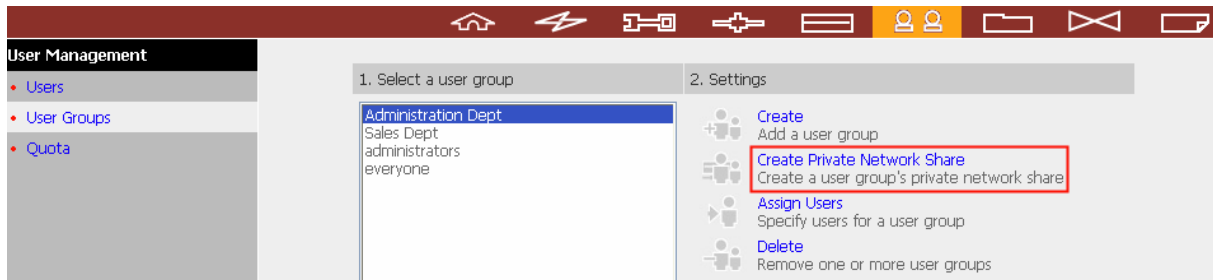 User Management
Users
User Groups
Quota
1. Select a user group
Administration Dept
Sales Dept
administrators
everyone
2. Settings
Create
Add a user group
Create Private Network Share
Create a user group's private network share
Assign Users
Specify users for a user group
Delete
Remove one or more user groups